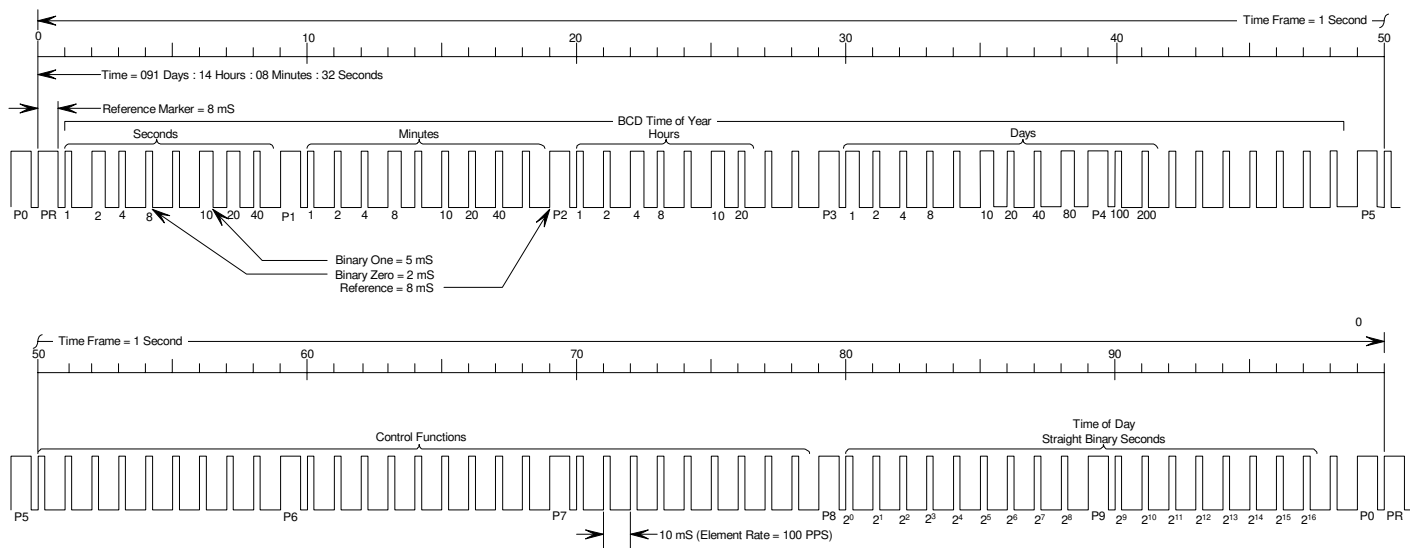 Time Frame = 1 Second
0 10 20 30 40 50
Time = 091 Days : 14 Hours : 08 Minutes : 32 Seconds
Reference Marker = 8 mS
BCD Time of Year
Seconds Minutes Hours Days
P0 PR 1 2 4 8 10 20 40 P1 1 2 4 8 10 20 40 P2 1 2 4 8 10 20 P3 1 2 4 8 10 20 40 80 P4 100 200 P5
Binary One = 5 mS
Binary Zero = 2 mS
Reference = 8 mS
0
Time Frame = 1 Second
50 60 70 80 90
Time of Day
Control Functions Straight Binary Seconds
P5 P6 P7 P8 2⁰ 2¹ 2² 2³ 2⁴ 2⁵ 2⁶ 2⁷ 2⁸ P9 2⁹ 2¹⁰ 2¹¹ 2¹² 2¹³ 2¹⁴ 2¹⁵ 2¹⁶ P0 PR
10 mS (Element Rate = 100 PPS)